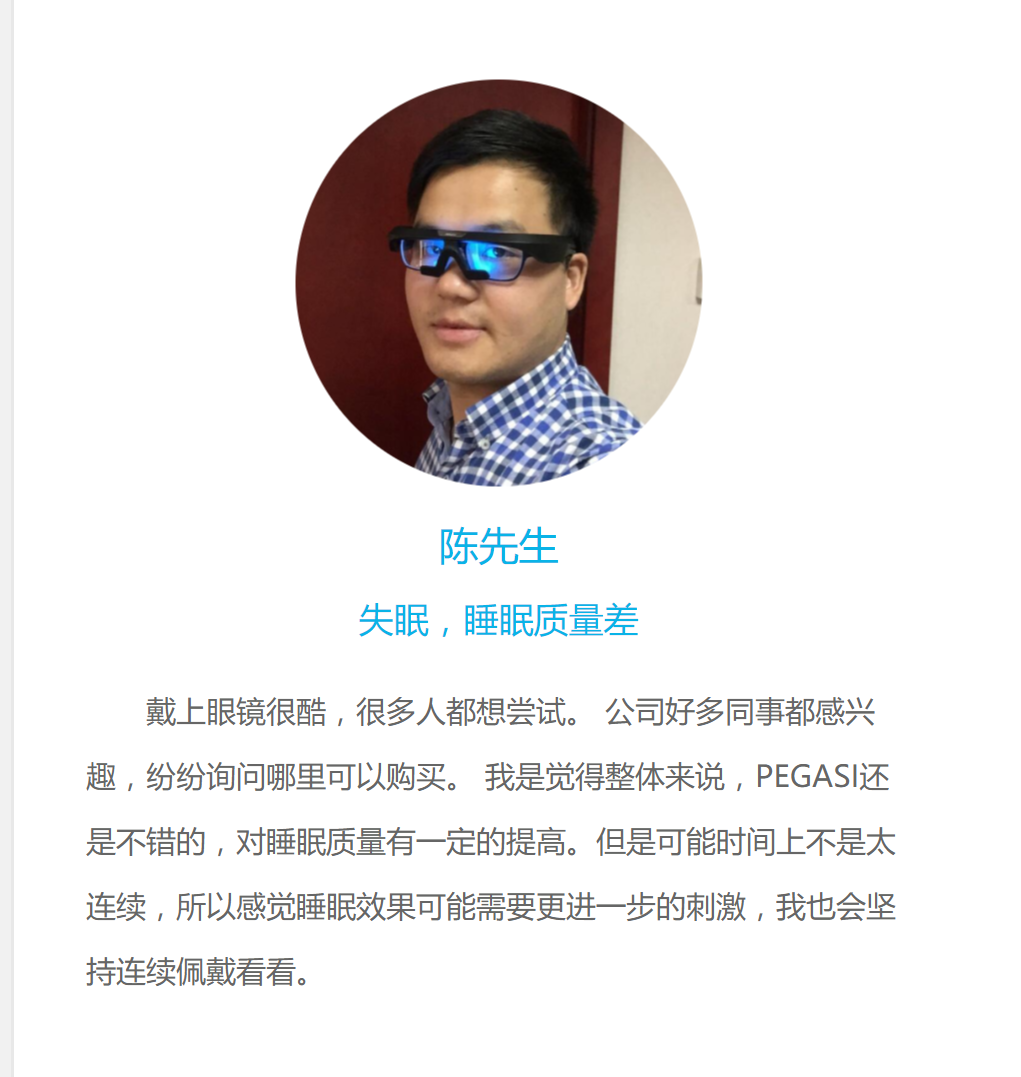 陈先生
失眠，睡眠质量差
戴上眼镜很酷，很多人都想尝试。 公司好多同事都感兴
趣，纷纷询问哪里可以购买。 我是觉得整体来说，PEGASI还
是不错的，对睡眠质量有一定的提高。但是可能时间上不是太
连续，所以感觉睡眠效果可能需要更进一步的刺激，我也会坚
持连续佩戴看看。